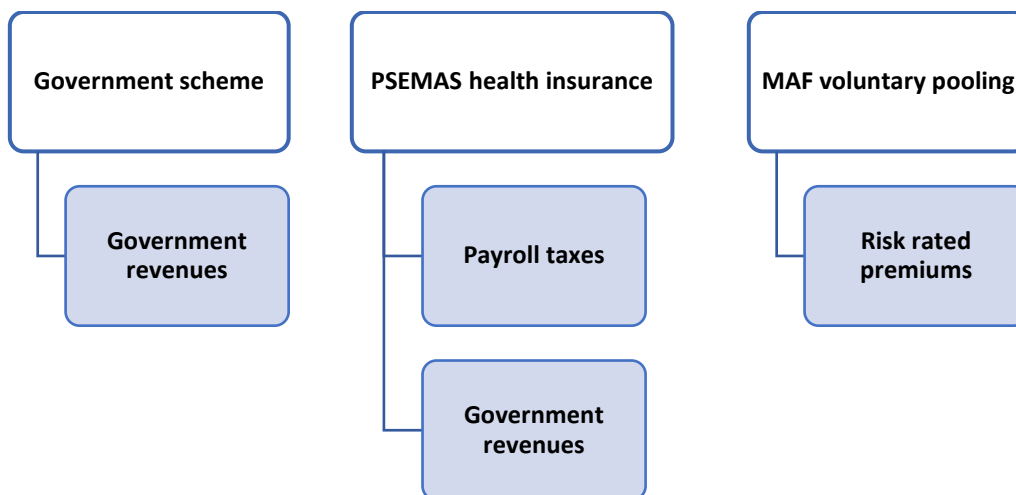 Government scheme
PSEMAS health insurance
MAF voluntary pooling
Government
revenues
Payroll taxes
Risk rated
premiums
Government
revenues